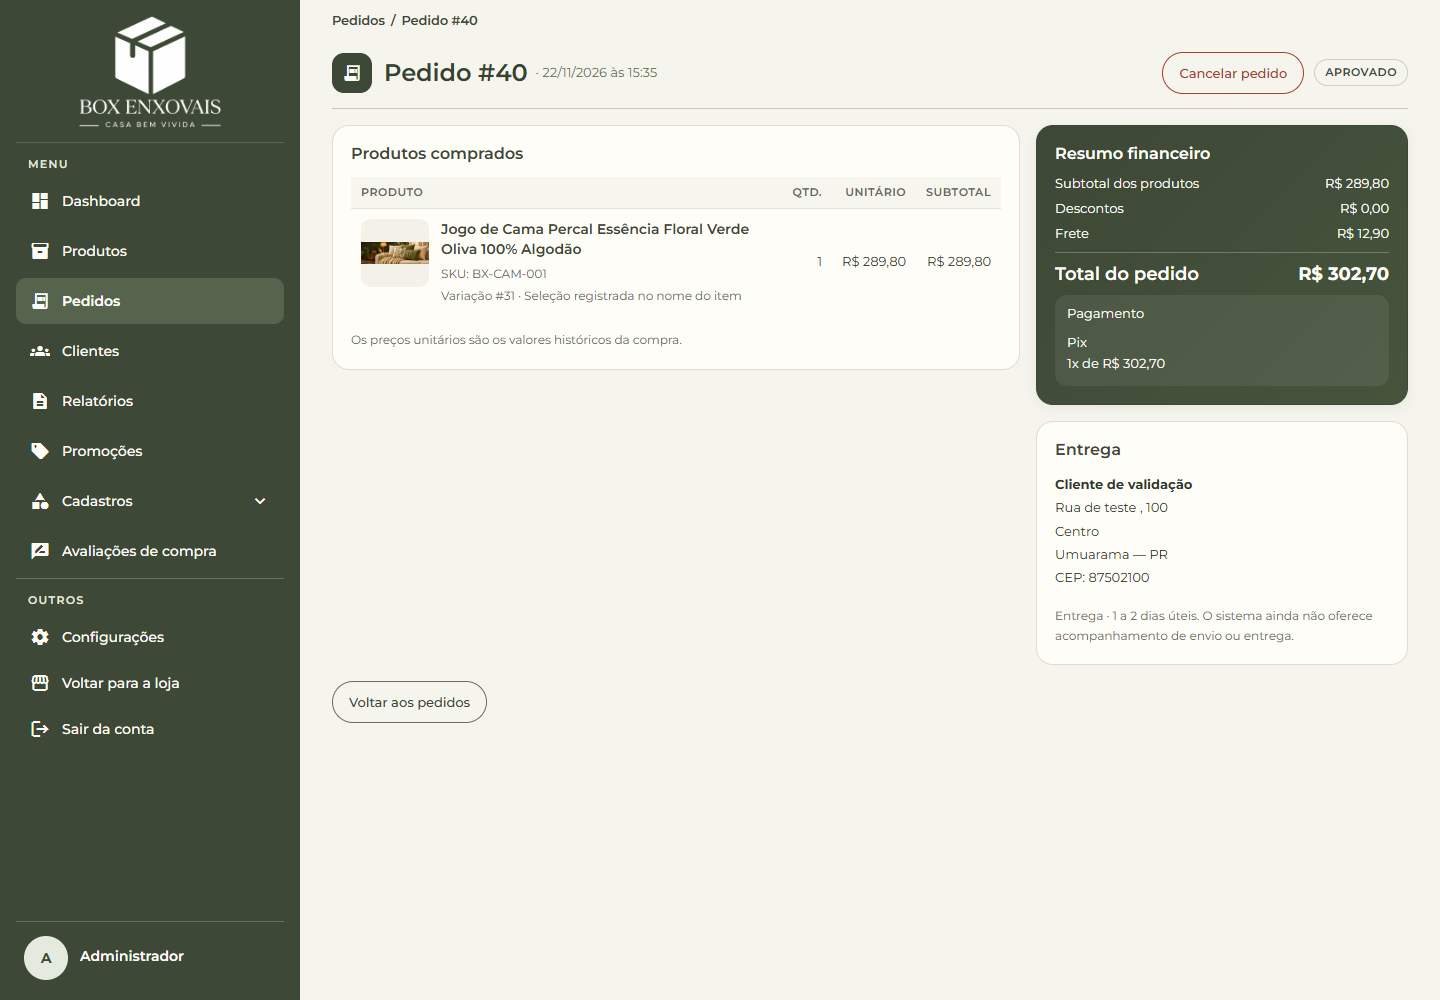 BOX ENXOVAIS
CASA BEM VIVIDA
MENU
Dashboard
Produtos
Pedidos
Clientes
Relatórios
Promoções
Cadastros
Avaliações de compra
OUTROS
Configurações
Voltar para a loja
Sair da conta
A Administrador
Pedidos / Pedido #40
Pedido #40 · 22/11/2026 às 15:35
Cancelar pedido APROVADO
Produtos comprados
PRODUTO QTD. UNITÁRIO SUBTOTAL
Jogo de Cama Percal Essência Floral Verde
Oliva 100% Algodão
1 R$ 289,80 R$ 289,80
SKU: BX-CAM-001
Variação #31 · Seleção registrada no nome do item
Os preços unitários são os valores históricos da compra.
Resumo financeiro
Subtotal dos produtos R$ 289,80
Descontos R$ 0,00
Frete R$ 12,90
Total do pedido R$ 302,70
Pagamento
Pix
1x de R$ 302,70
Entrega
Cliente de validação
Rua de teste , 100
Centro
Umuarama — PR
CEP: 87502100
Entrega · 1 a 2 dias úteis. O sistema ainda não oferece
acompanhamento de envio ou entrega.
Voltar aos pedidos